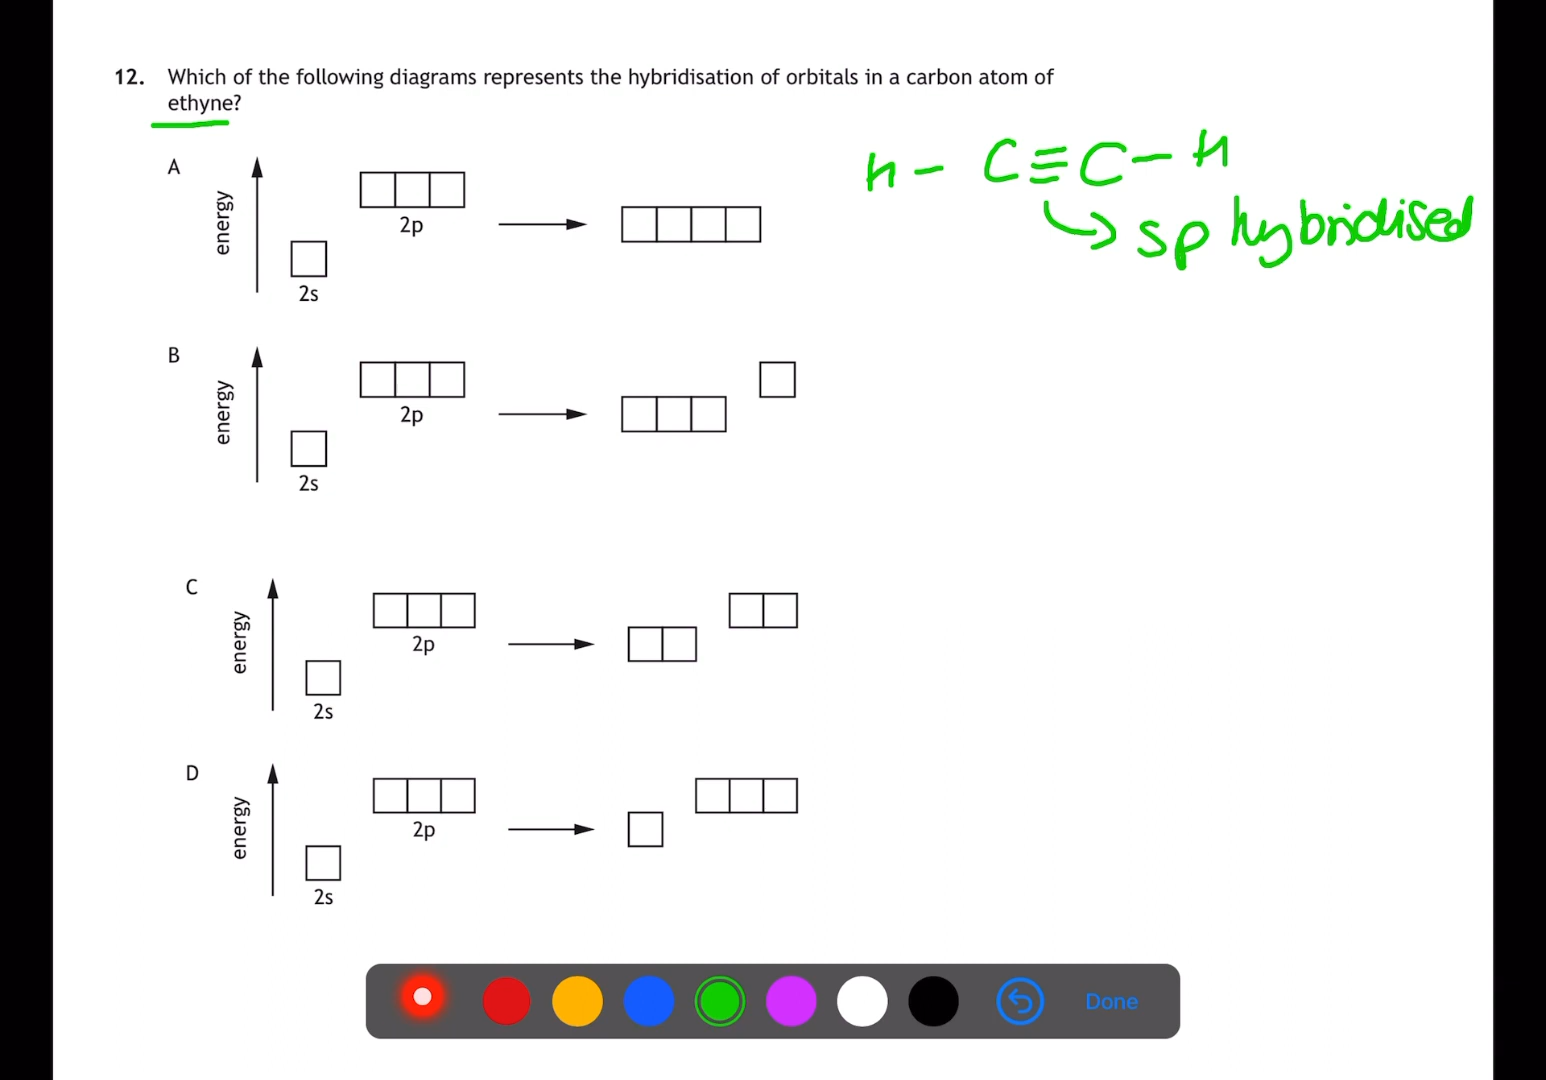 12. Which of the following diagrams represents the hybridisation of orbitals in a carbon atom of
ethyne?
H - C≡C - H
sp hybridised
A
energy
2p
2s
B
energy
2p
2s
C
energy
2p
2s
D
energy
2p
2s
Done